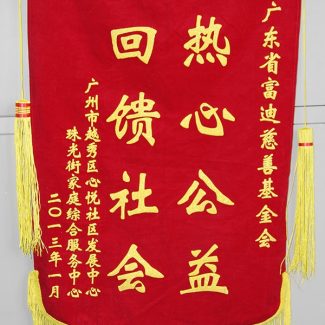 广东省富迪慈善基金会
热心公益
回馈社会
广州市越秀区心悦社区发展中心
珠光街家庭综合服务中心
二〇一三年一月